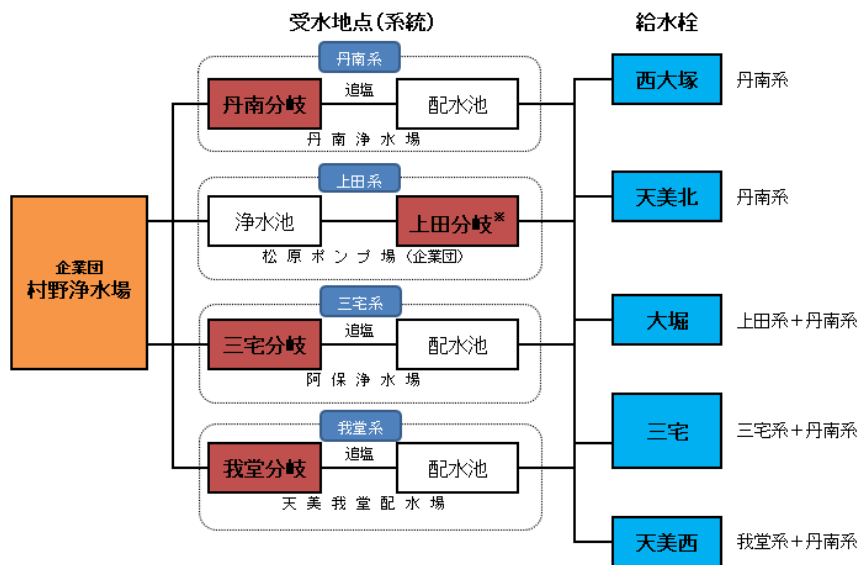 受水地点(系統)
給水栓
丹南系
丹南分岐
追塩
配水池
丹南浄水場
西大塚
丹南系
上田系
浄水池
上田分岐※
松原ポンプ場(企業団)
天美北
丹南系
企業団
村野浄水場
三宅系
三宅分岐
追塩
配水池
阿保浄水場
大堀
上田系+丹南系
我堂系
我堂分岐
追塩
配水池
天美我堂配水場
三宅
三宅系+丹南系
天美西
我堂系+丹南系